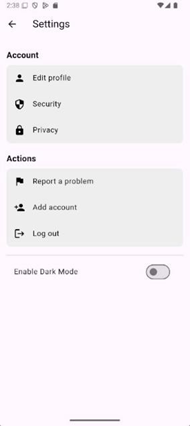 2:38
Settings
Account
Edit profile
Security
Privacy
Actions
Report a problem
Add account
Log out
Enable Dark Mode